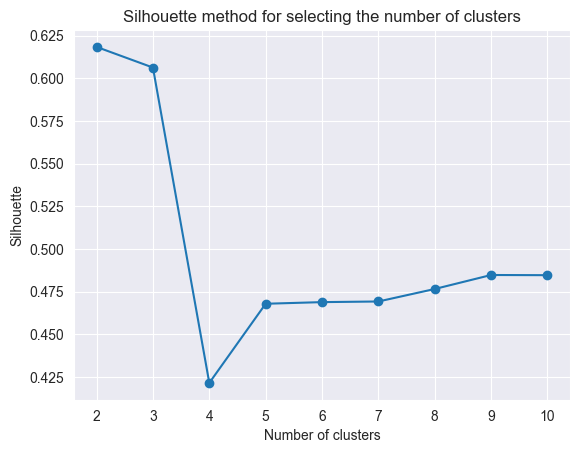 Silhouette method for selecting the number of clusters
0.625
0.600
0.575
0.550
0.525
0.500
0.475
0.450
0.425
Silhouette
2 3 4 5 6 7 8 9 10
Number of clusters